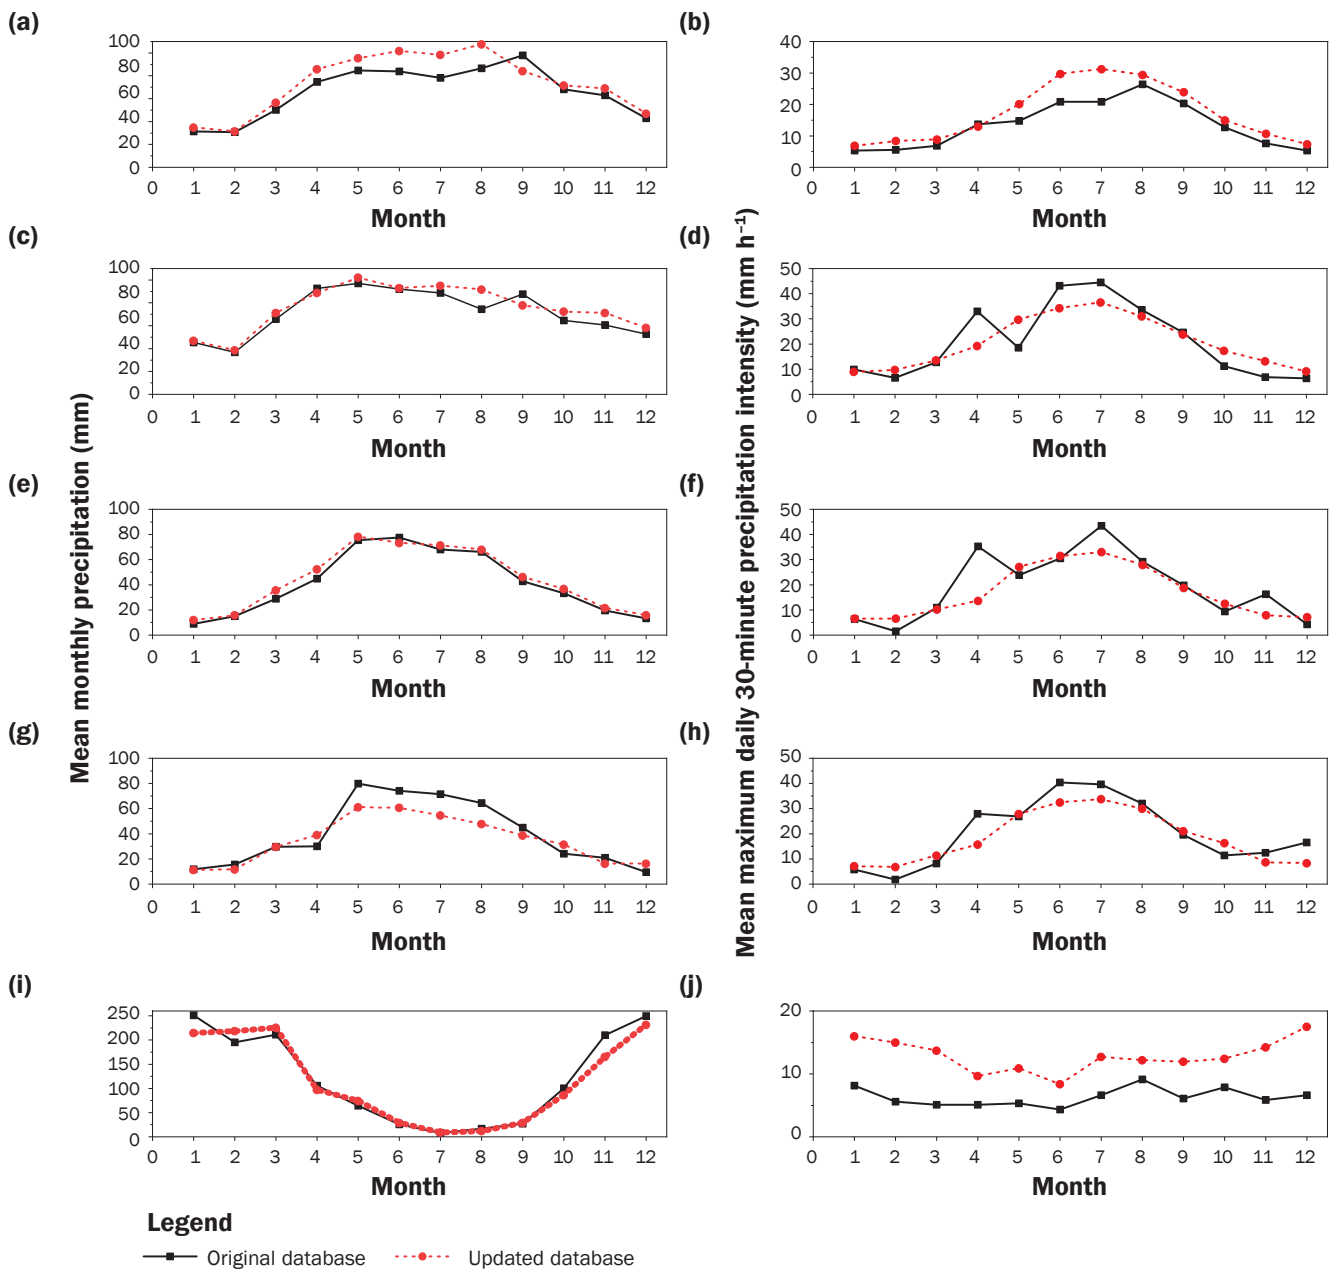 (a)
100
80
60
40
20
0
0 1 2 3 4 5 6 7 8 9 10 11 12
Month
(b)
40
30
20
10
0
0 1 2 3 4 5 6 7 8 9 10 11 12
Month
(c)
100
80
60
40
20
0
0 1 2 3 4 5 6 7 8 9 10 11 12
Month
(d)
50
40
30
20
10
0
0 1 2 3 4 5 6 7 8 9 10 11 12
Month
Mean monthly precipitation (mm)
Mean maximum daily 30-minute precipitation intensity (mm h⁻¹)
(e)
100
80
60
40
20
0
0 1 2 3 4 5 6 7 8 9 10 11 12
Month
(f)
50
40
30
20
10
0
0 1 2 3 4 5 6 7 8 9 10 11 12
Month
(g)
100
80
60
40
20
0
0 1 2 3 4 5 6 7 8 9 10 11 12
Month
(h)
50
40
30
20
10
0
0 1 2 3 4 5 6 7 8 9 10 11 12
Month
(i)
250
200
150
100
50
0
0 1 2 3 4 5 6 7 8 9 10 11 12
Month
(j)
20
10
0
0 1 2 3 4 5 6 7 8 9 10 11 12
Month
Legend
Original database
Updated database